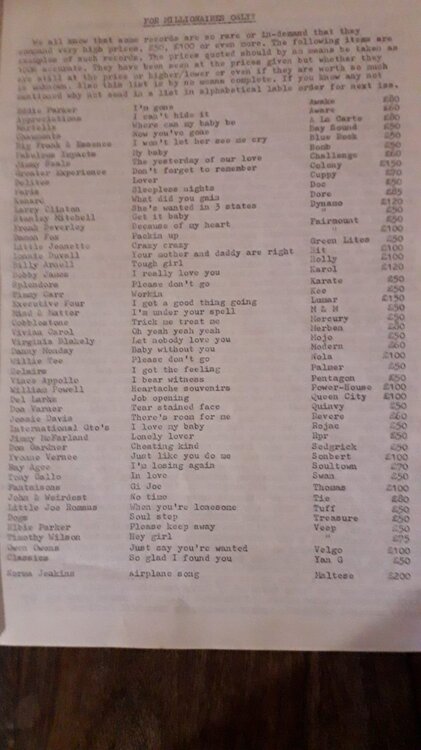 FOR MILLIONAIRES ONLY!
We all know that some records are so rare or in-demand that they
command very high prices, £50, £100 or even more. The following items are
examples of such records. The prices quoted should by no means be taken as
100% accurate. They have been seen at the prices given but whether they
are still at the price or higher/lower or even if they are worth so much
is unknown. Also this list is by no means complete. If you know any not
mentioned why not send in a list in alphabetical lable order for next iss.
Eddie Parker I'm gone Awake £80
Appreciations I can't hide it Aware £60
Martells Where can my baby be A La Carte £80
Chasments Now you've gone Bay Sound £50
Big Frank & Essence I won't let her see me cry Blue Rock £50
Fabulous Impacts My baby Bomb £50
Jimmy Seals The yesterday of our love Challenge £60
Greater Experience Don't forget to remember Colony £150
Delites Lover Cuppy £70
Paris Sleepless nights Doc £50
What did you gain Dore £85
Larry Clinton She's wanted in 3 states Dynamo £120
Stanley Mitchell Get it baby " £50
Frank Beverley Because of my heart Fairmount £50
Damon Fox Packin up " £100
Little Jeanette Crazy crazy Green Lites £50
Lonnie Duvall Your mother and daddy are right Hit £100
Billy Arnell Tough girl Holly £100
Bobby James I really love you Karol £120
Splendors Please don't go Karate £50
Timmy Carr Workin Kee £50
Executive Four I got a good thing going Lumar £150
Mind & Matter I'm under your spell M & M £50
Cobblestone Trick me treat me Mercury £50
Vivian Carol Oh yeah yeah yeah Merben £80
Virginia Blakely Let nobody love you Mojo £50
Danny Monday Baby without you Modern £60
Willie Tee Please don't go Nola £100
Belairs I got the feeling Palmer £50
Vince Appollo I bear witness Pentagon £50
William Powell Heartache souvenirs Power-House £100
Del Larks Job opening Queen City £100
Don Varner Tear stained face Quinvy £50
Jessie Davis There's room for me Revere £60
International Gto's I love my baby Rojac £50
Jimmy McFarland Lonely lover Rpr £50
Don Gardner Cheating kind Sedgrick £50
Yvonne Vernee Just like you do me Sonbert £100
Ray Agee I'm losing again Soultown £70
Tony Gallo In love Swan £50
Fantaisons Gi Joe Thomas £100
John & Weirdest No time Tie £80
Little Joe Romans When you're lonesome Tuff £50
Dogs Soul step Treasure £50
Elbie Parker Please keep away Veep £50
Timothy Wilson Hey girl " £75
Owen Owens Just say you're wanted Velgo £100
Classics So glad I found you Yan G £50
Norma Jenkins airplane song Maltese £200